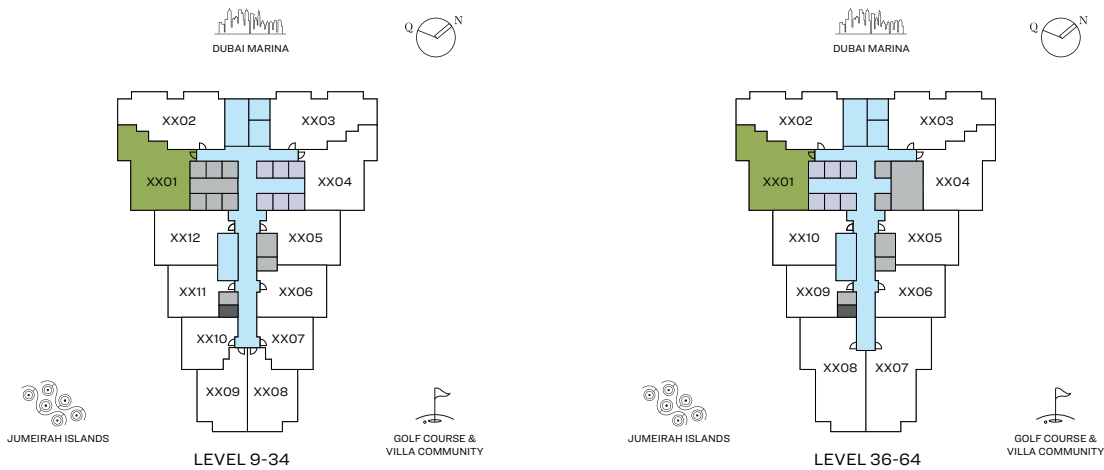 Q N
DUBAI MARINA
XX02 XX03
XX01 XX04
XX12 XX05
XX11 XX06
XX10 XX07
XX09 XX08
JUMEIRAH ISLANDS
GOLF COURSE &
VILLA COMMUNITY
LEVEL 9-34
Q N
DUBAI MARINA
XX02 XX03
XX01 XX04
XX10 XX05
XX09 XX06
XX08 XX07
JUMEIRAH ISLANDS
GOLF COURSE &
VILLA COMMUNITY
LEVEL 36-64